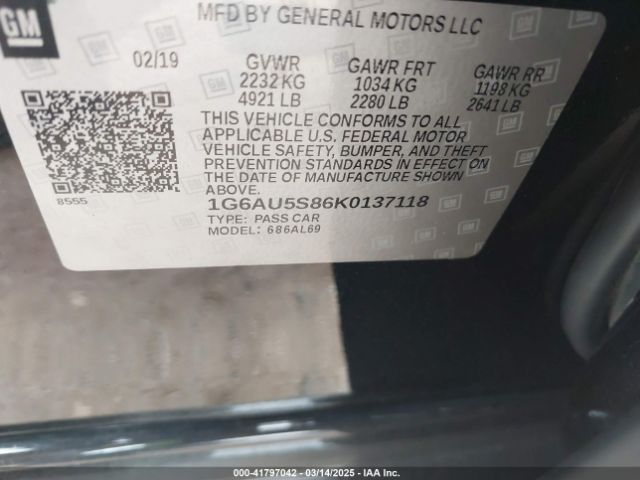 GM
MFD BY GENERAL MOTORS LLC
02/19 GVWR GAWR FRT GAWR RR
2232 KG 1034 KG 1198 KG
4921 LB 2280 LB 2641 LB
THIS VEHICLE CONFORMS TO ALL
APPLICABLE U.S. FEDERAL MOTOR
VEHICLE SAFETY, BUMPER, AND THEFT
PREVENTION STANDARDS IN EFFECT ON
THE DATE OF MANUFACTURE SHOWN
ABOVE.
8555
1G6AU5S86K0137118
TYPE: PASS CAR
MODEL: 686AL69
000-41797042 - 03/14/2025 - IAA Inc.